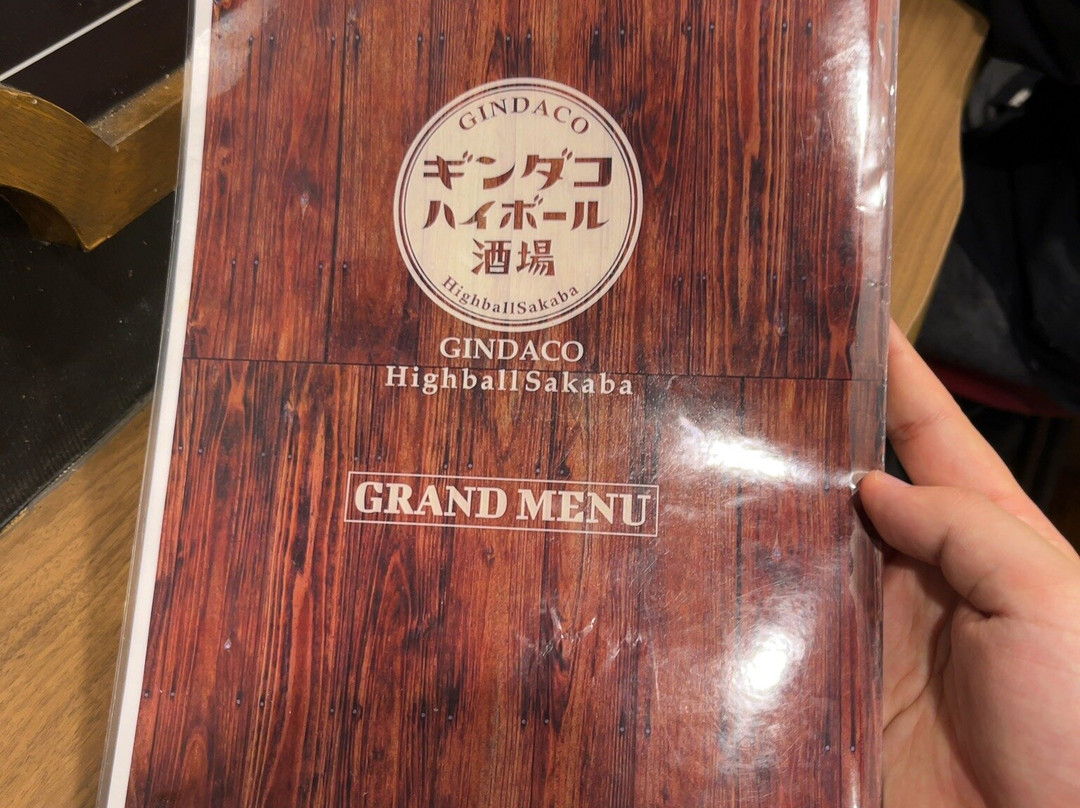 GINDACO
ギンダコ
ハイボール
酒場
HighballSakaba
GINDACO
HighballSakaba
GRAND MENU